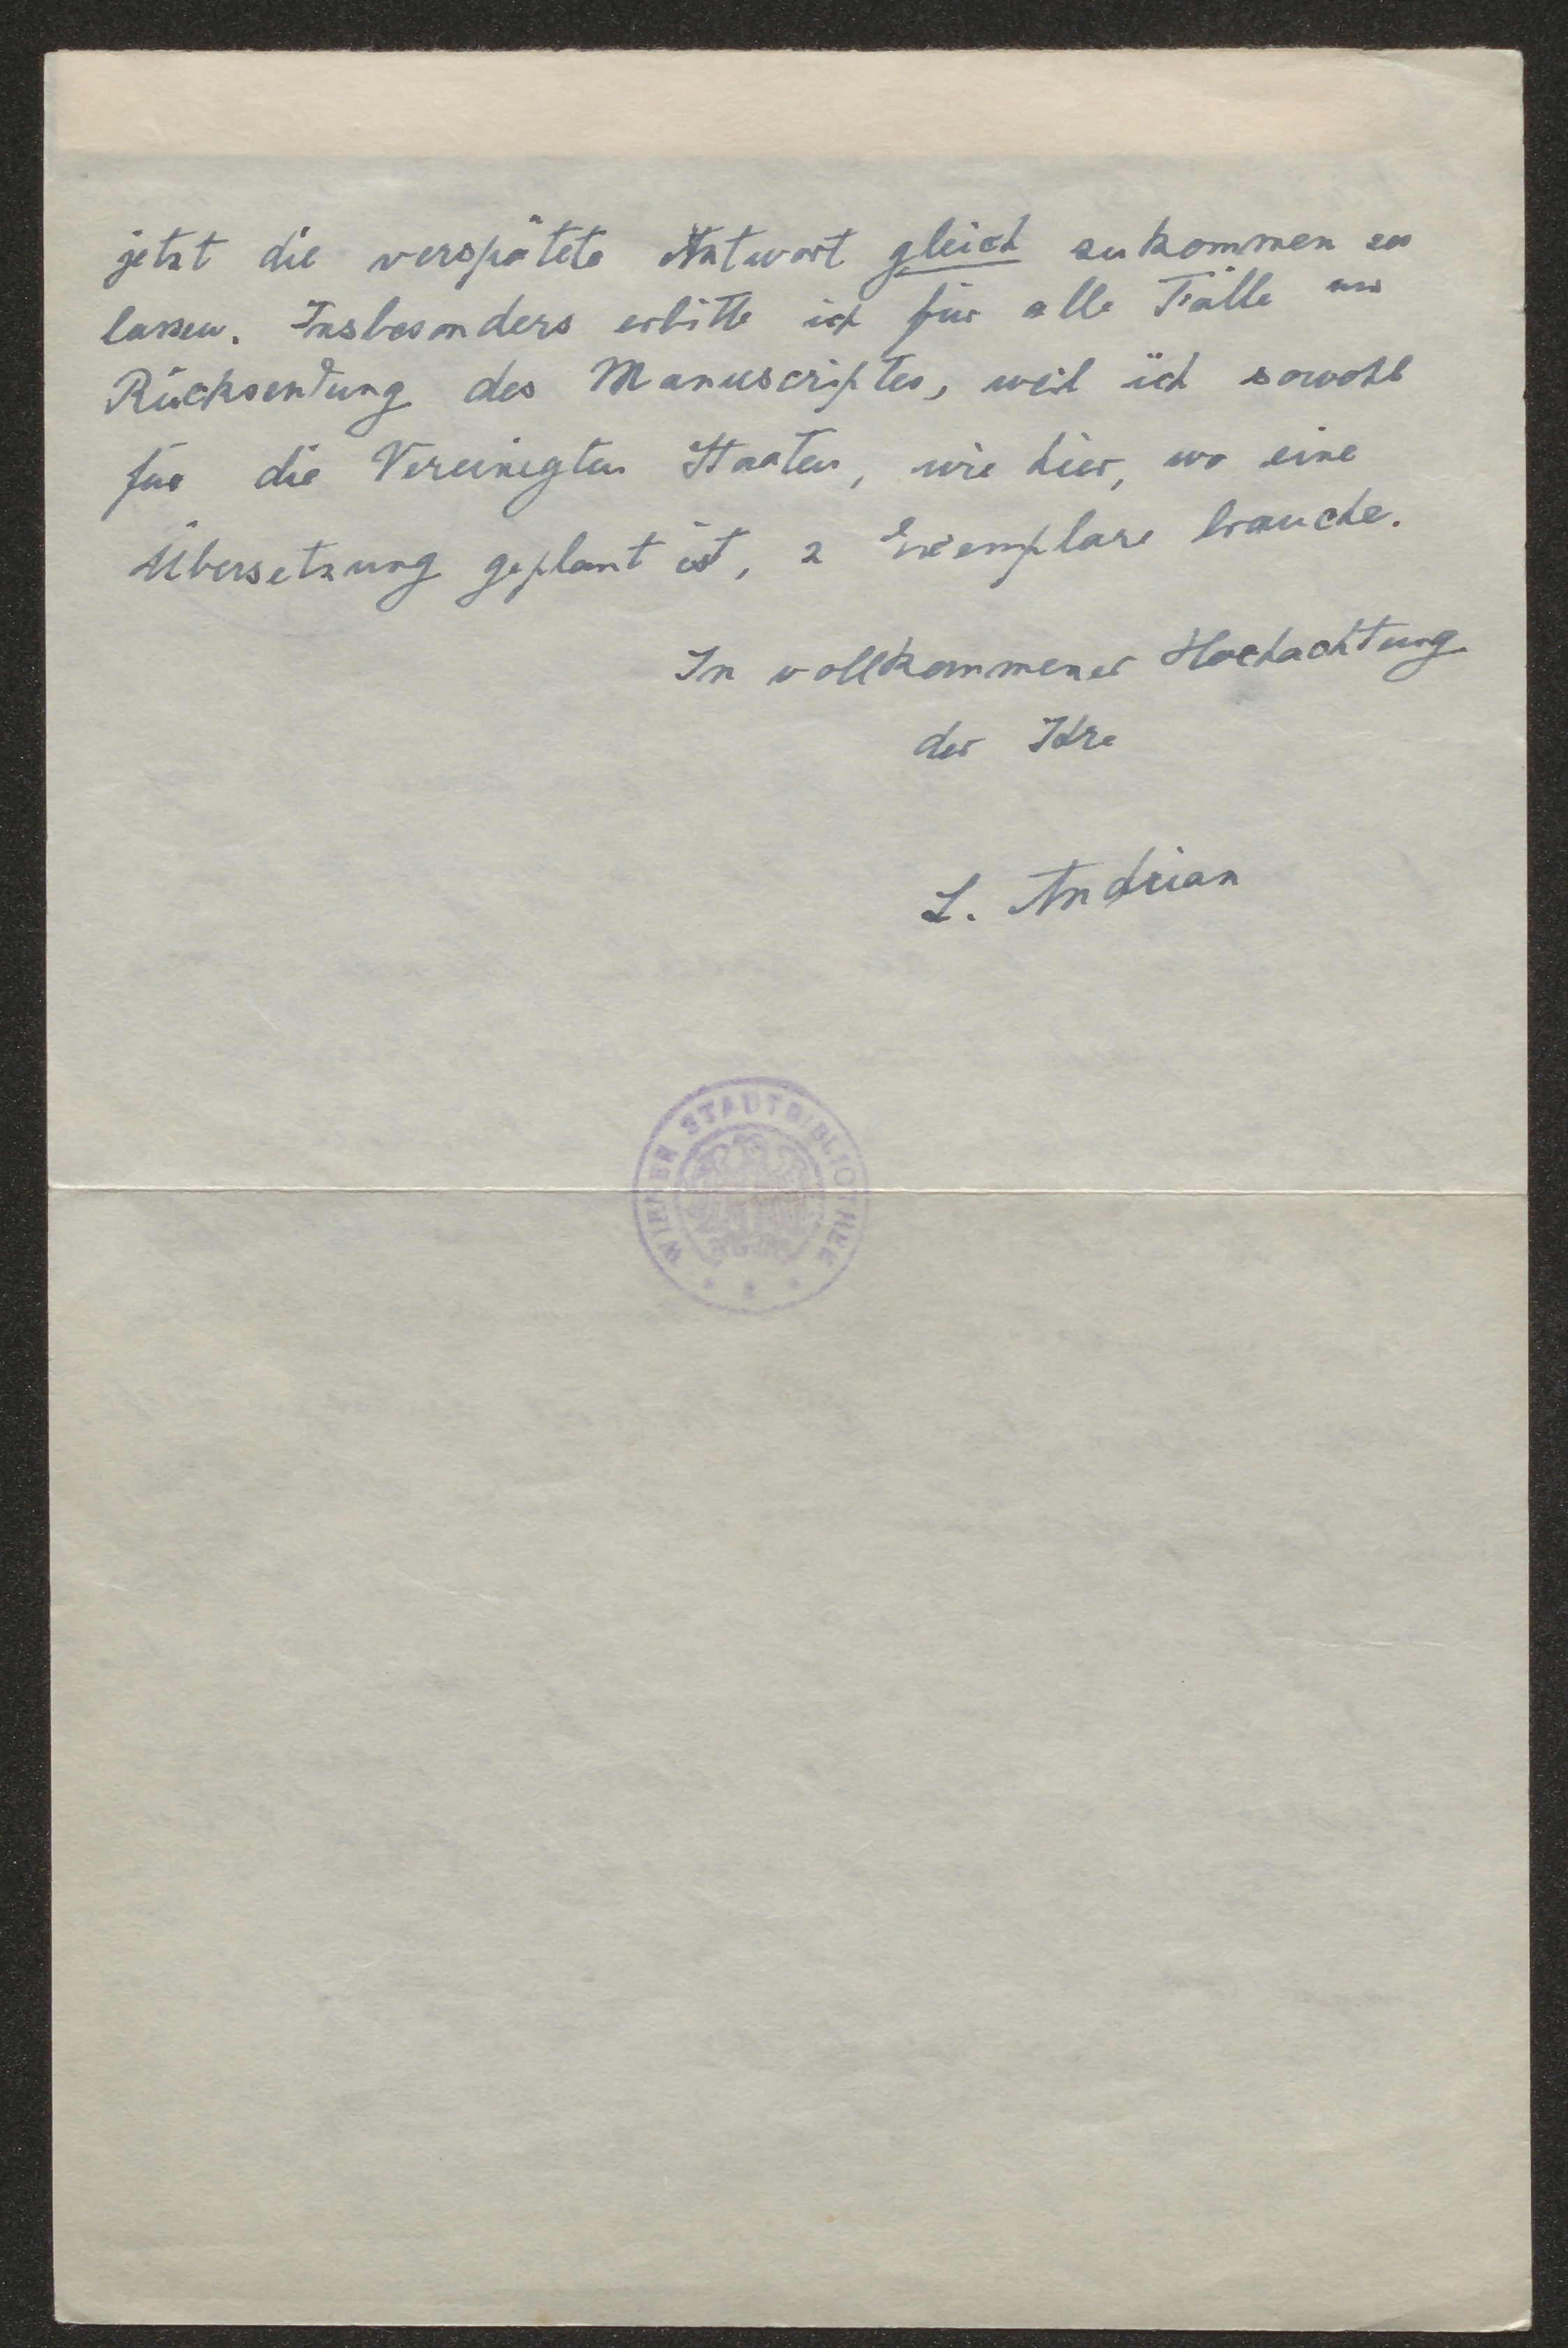 jetzt die verspätete Antwort gleich zukommen zu
lassen. Insbesonders erbitte ich für alle Fälle um
Rücksendung des Manuscriptes, weil ich sowohl
für die Vereinigten Staaten, wie hier, wo eine
Übersetzung geplant ist, 2 Exemplare brauche.
In vollkommener Hochachtung
der Ihre
L. Andrian
WIENER STADTBIBLIOTHEK